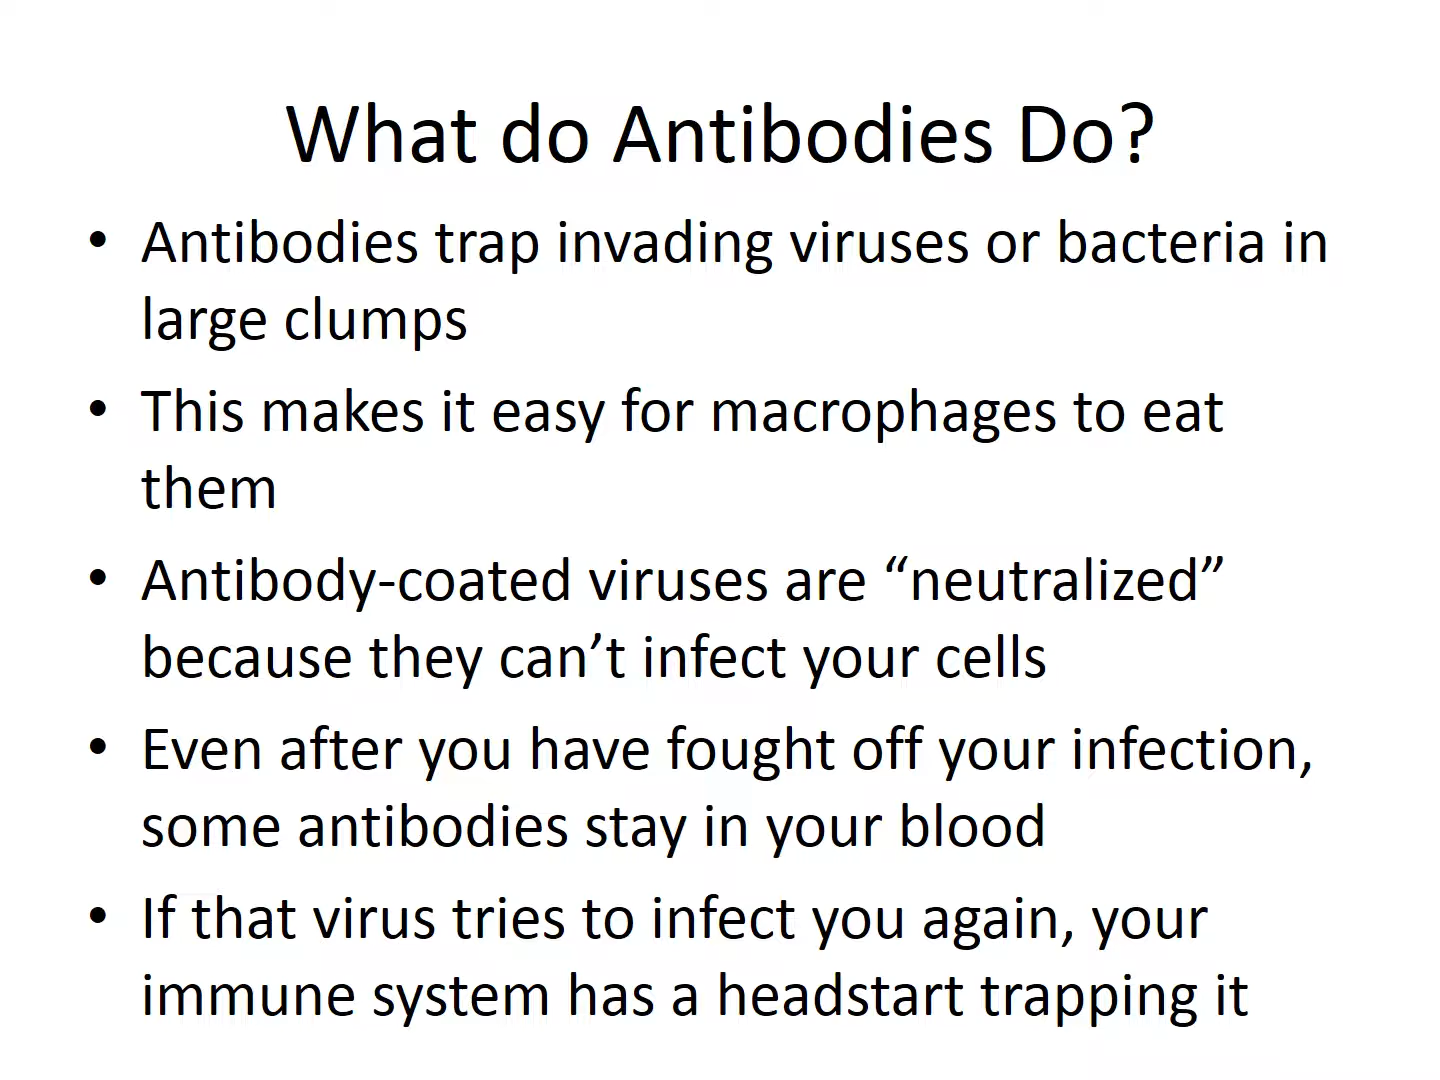 What do Antibodies Do?
• Antibodies trap invading viruses or bacteria in
large clumps
• This makes it easy for macrophages to eat
them
• Antibody-coated viruses are “neutralized”
because they can’t infect your cells
• Even after you have fought off your infection,
some antibodies stay in your blood
• If that virus tries to infect you again, your
immune system has a headstart trapping it